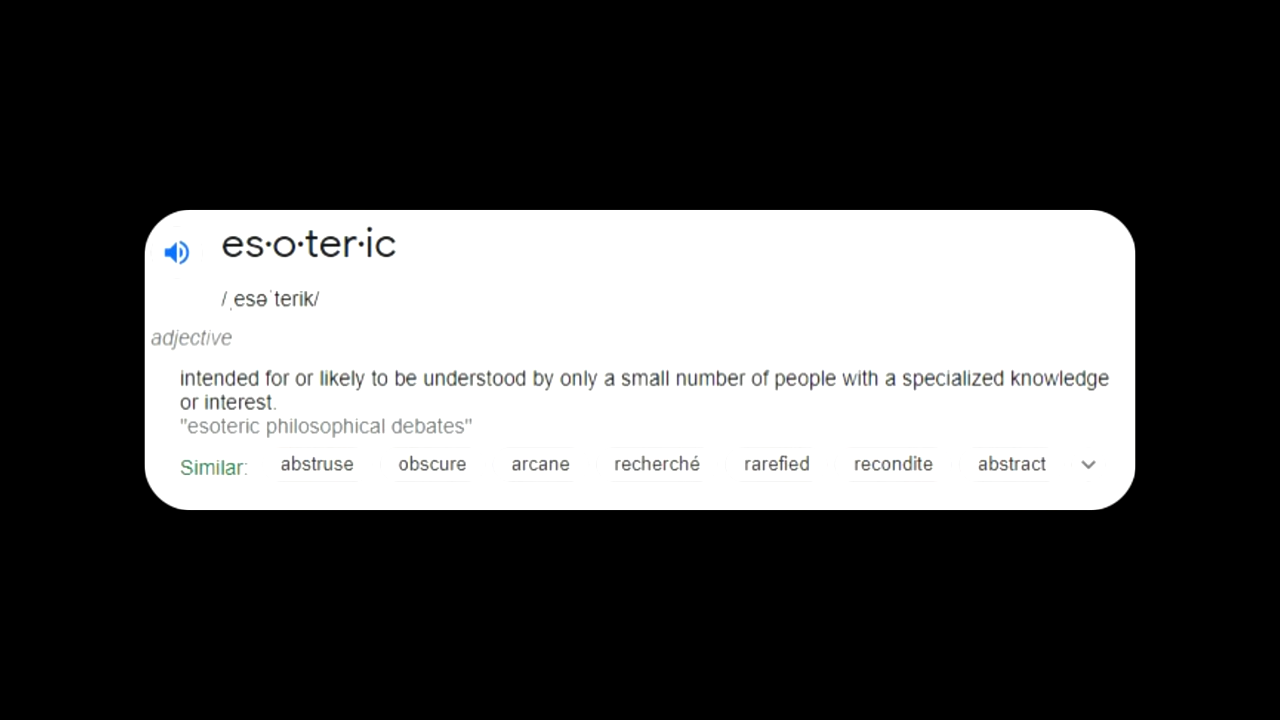 es·o·ter·ic
/ˌesəˈterik/
adjective
intended for or likely to be understood by only a small number of people with a specialized knowledge
or interest.
"esoteric philosophical debates"
Similar: abstruse obscure arcane recherché rarefied recondite abstract